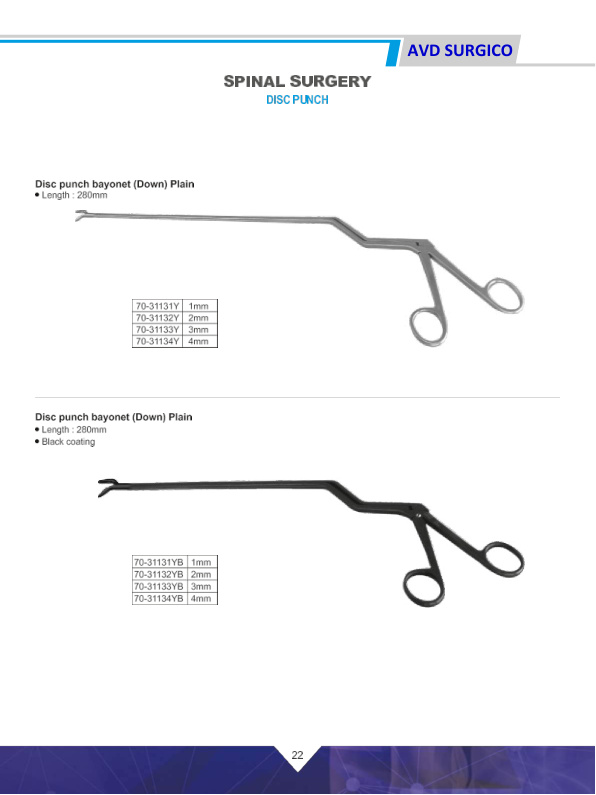 AVD SURGICO
SPINAL SURGERY
DISC PUNCH
Disc punch bayonet (Down) Plain
• Length : 280mm
70-31131Y 1mm
70-31132Y 2mm
70-31133Y 3mm
70-31134Y 4mm
Disc punch bayonet (Down) Plain
• Length : 280mm
• Black coating
70-31131YB 1mm
70-31132YB 2mm
70-31133YB 3mm
70-31134YB 4mm
22